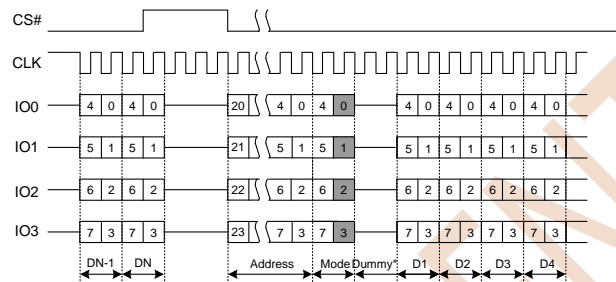 CS#
CLK
IO0 4 0 4 0 20 4 0 4 0 4 0 4 0 4 0 4 0
IO1 5 1 5 1 21 5 1 5 1 5 1 5 1 5 1 5 1
IO2 6 2 6 2 22 6 2 6 2 6 2 6 2 6 2 6 2
IO3 7 3 7 3 23 7 3 7 3 7 3 7 3 7 3 7 3
DN-1 DN Address Mode Dummy* D1 D2 D3 D4